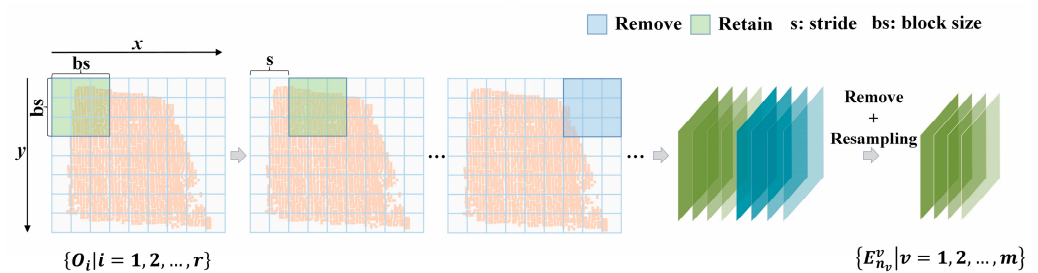 Remove Retain s: stride bs: block size
x
bs
s
bs
y
...
...
Remove
+
Resampling
{O_i|i = 1, 2, ..., r}
{E^v_{n_v}|v = 1, 2, ..., m}